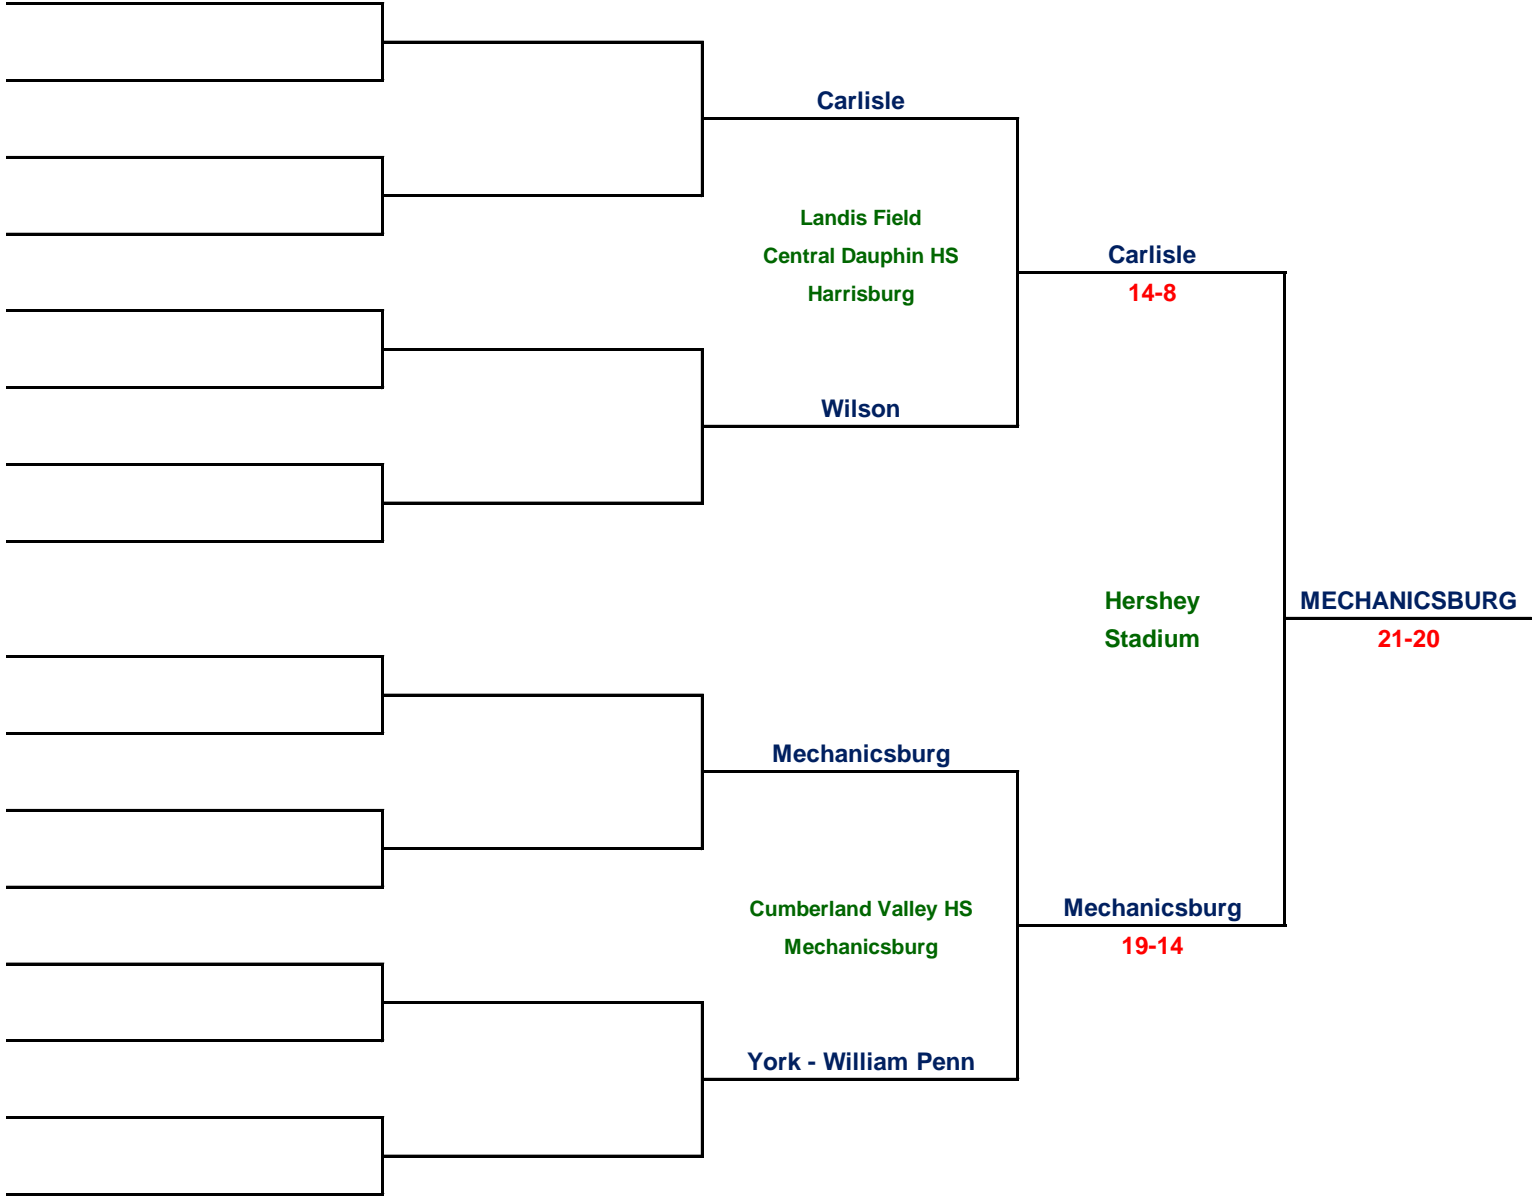 Carlisle
Landis Field
Central Dauphin HS
Harrisburg
Carlisle
14-8
Wilson
Hershey
Stadium
MECHANICSBURG
21-20
Mechanicsburg
Cumberland Valley HS
Mechanicsburg
Mechanicsburg
19-14
York - William Penn